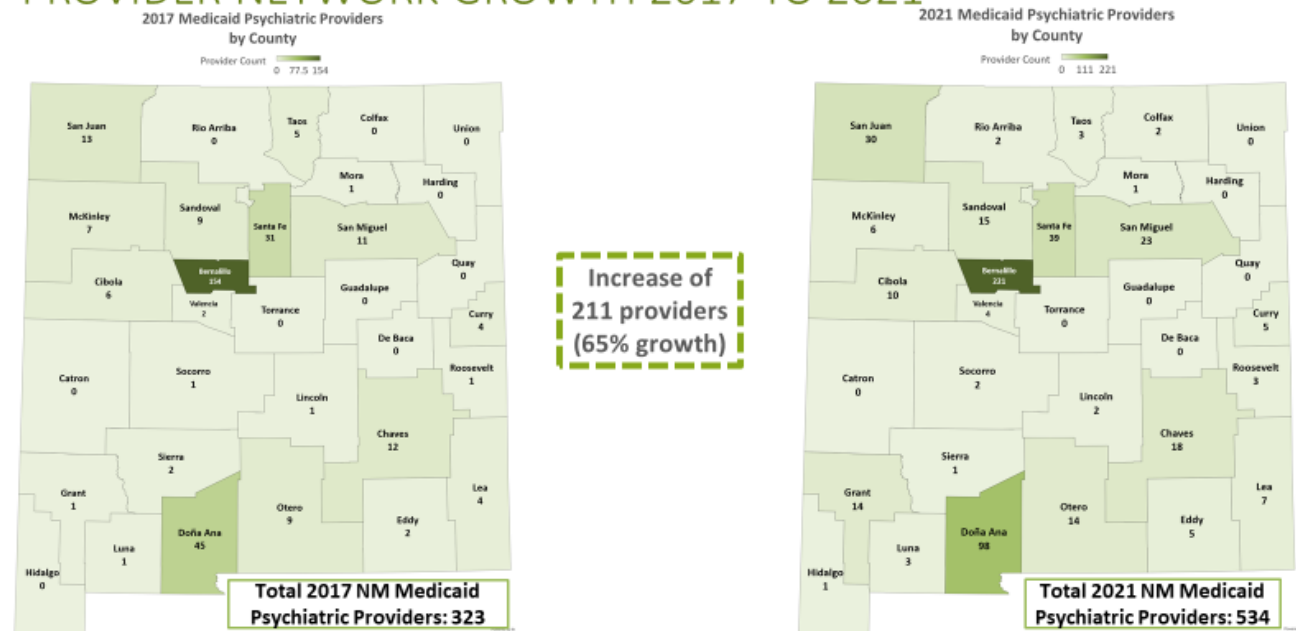 PROVIDER NETWORK GROWTH 2017 TO 2021
2017 Medicaid Psychiatric Providers
by County
Provider Count
0 77.5 154
San Juan
13
Rio Arriba
0
Taos
5
Colfax
0
Union
0
Mora
1
Harding
0
McKinley
7
Sandoval
9
Santa Fe
31
San Miguel
11
Quay
0
Cibola
6
Bernalillo
154
Valencia
2
Torrance
0
Guadalupe
0
Curry
4
De Baca
0
Roosevelt
1
Catron
0
Socorro
1
Lincoln
1
Chaves
12
Sierra
2
Grant
1
Lea
4
Otero
9
Eddy
2
Doña Ana
45
Luna
1
Hidalgo
0
Total 2017 NM Medicaid
Psychiatric Providers: 323
Increase of
211 providers
(65% growth)
2021 Medicaid Psychiatric Providers
by County
Provider Count
0 111 221
San Juan
30
Rio Arriba
2
Taos
3
Colfax
2
Union
0
Mora
1
Harding
0
McKinley
6
Sandoval
15
Santa Fe
39
San Miguel
23
Quay
0
Cibola
10
Bernalillo
221
Valencia
4
Torrance
0
Guadalupe
0
Curry
5
De Baca
0
Roosevelt
3
Catron
0
Socorro
2
Lincoln
2
Chaves
18
Sierra
1
Grant
14
Lea
7
Otero
14
Eddy
5
Doña Ana
98
Luna
3
Hidalgo
1
Total 2021 NM Medicaid
Psychiatric Providers: 534